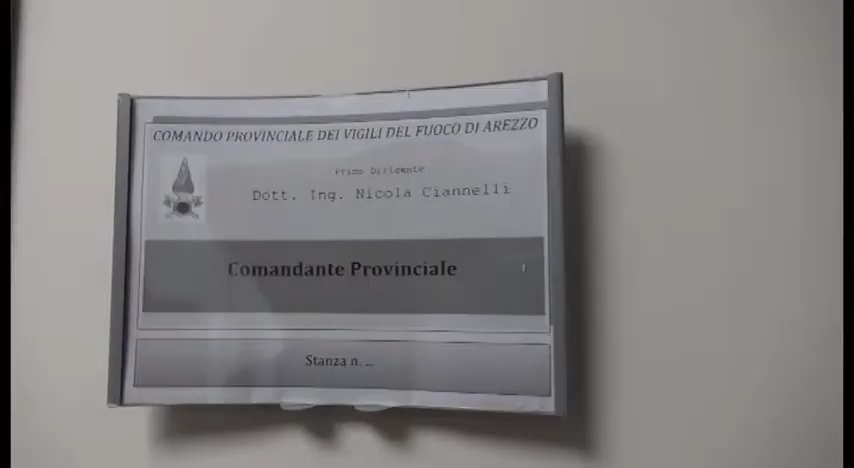 COMANDO PROVINCIALE DEI VIGILI DEL FUOCO DI AREZZO
Primo Dirigente
Dott. Ing. Nicola Ciannelli
Comandante Provinciale
Stanza n. ...